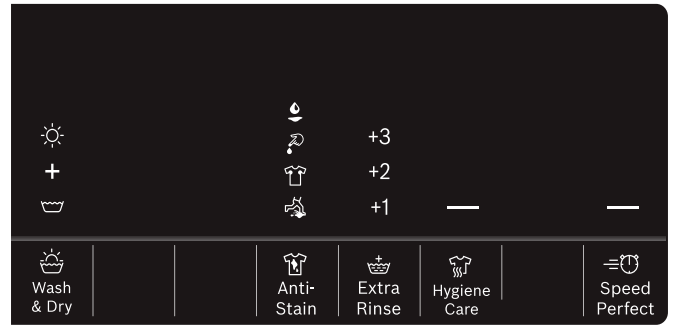 +3
+
+2
+1
Wash
& Dry
Anti-
Stain
Extra
Rinse
Hygiene
Care
Speed
Perfect